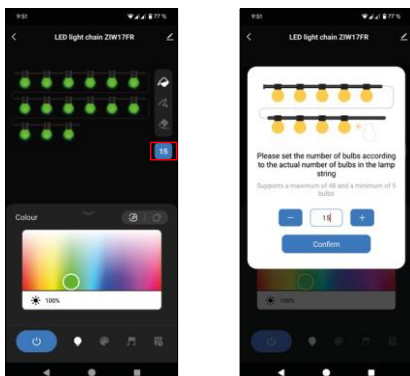 9:51
77 %
LED light chain ZIW17FR
15
Colour
100%
9:51
77 %
LED light chain ZIW17FR
Please set the number of bulbs according
to the actual number of bulbs in the lamp
string
Supports a maximum of 48 and a minimum of 5
bulbs
15
Confirm
100%